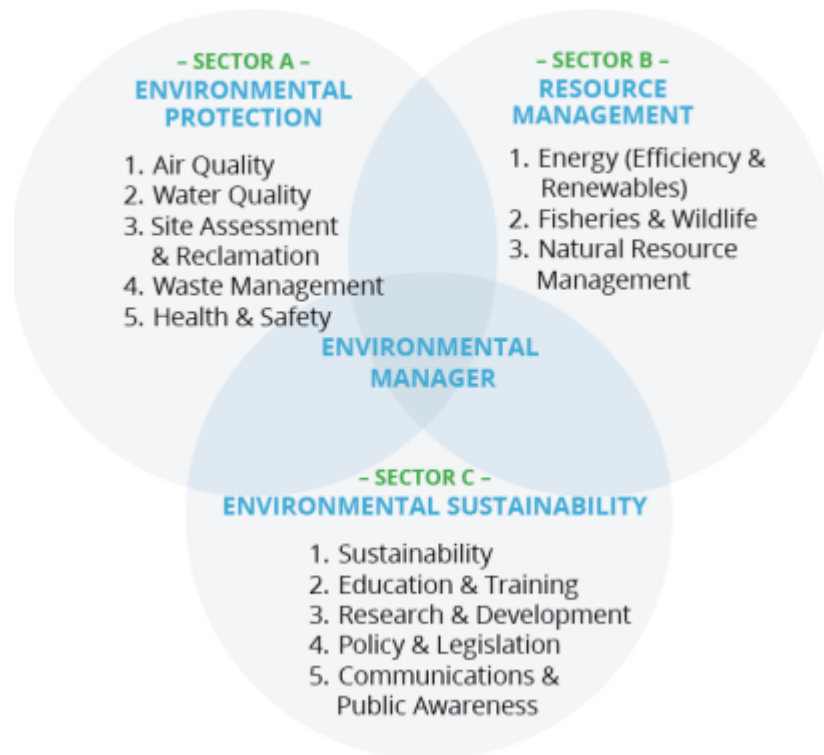 – SECTOR A –
ENVIRONMENTAL
PROTECTION
1. Air Quality
2. Water Quality
3. Site Assessment
& Reclamation
4. Waste Management
5. Health & Safety
– SECTOR B –
RESOURCE
MANAGEMENT
1. Energy (Efficiency &
Renewables)
2. Fisheries & Wildlife
3. Natural Resource
Management
ENVIRONMENTAL
MANAGER
– SECTOR C –
ENVIRONMENTAL SUSTAINABILITY
1. Sustainability
2. Education & Training
3. Research & Development
4. Policy & Legislation
5. Communications &
Public Awareness